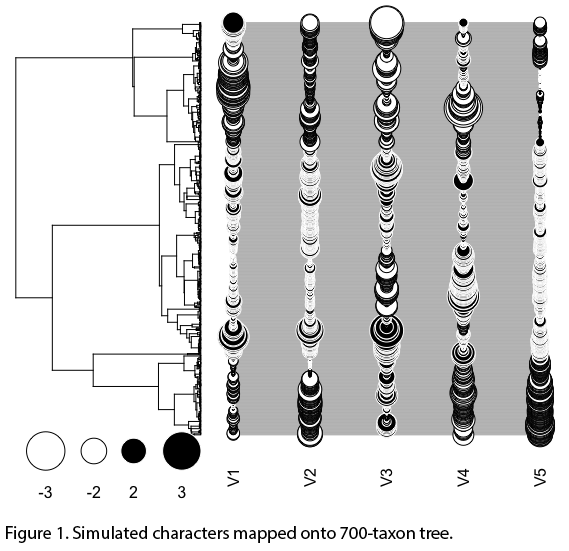 V1 V2 V3 V4 V5
-3 -2 2 3
Figure 1. Simulated characters mapped onto 700-taxon tree.